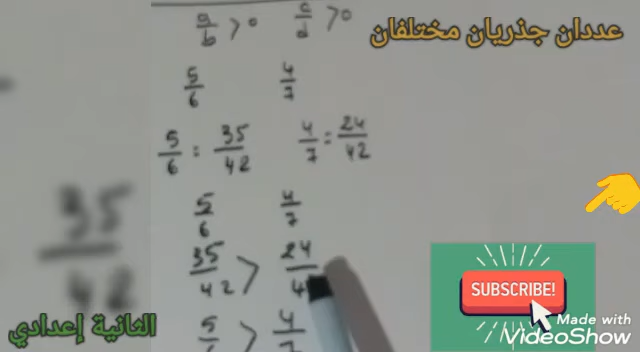 عددان جذريان مختلفان
a/b > 0 c/d > 0
5/6 4/7
5/6 = 35/42 4/7 = 24/42
5/6 4/7
35/42 > 24/4
5/6 > 4/7
35/42
الثانية إعدادي
SUBSCRIBE!
Made with
VideoShow